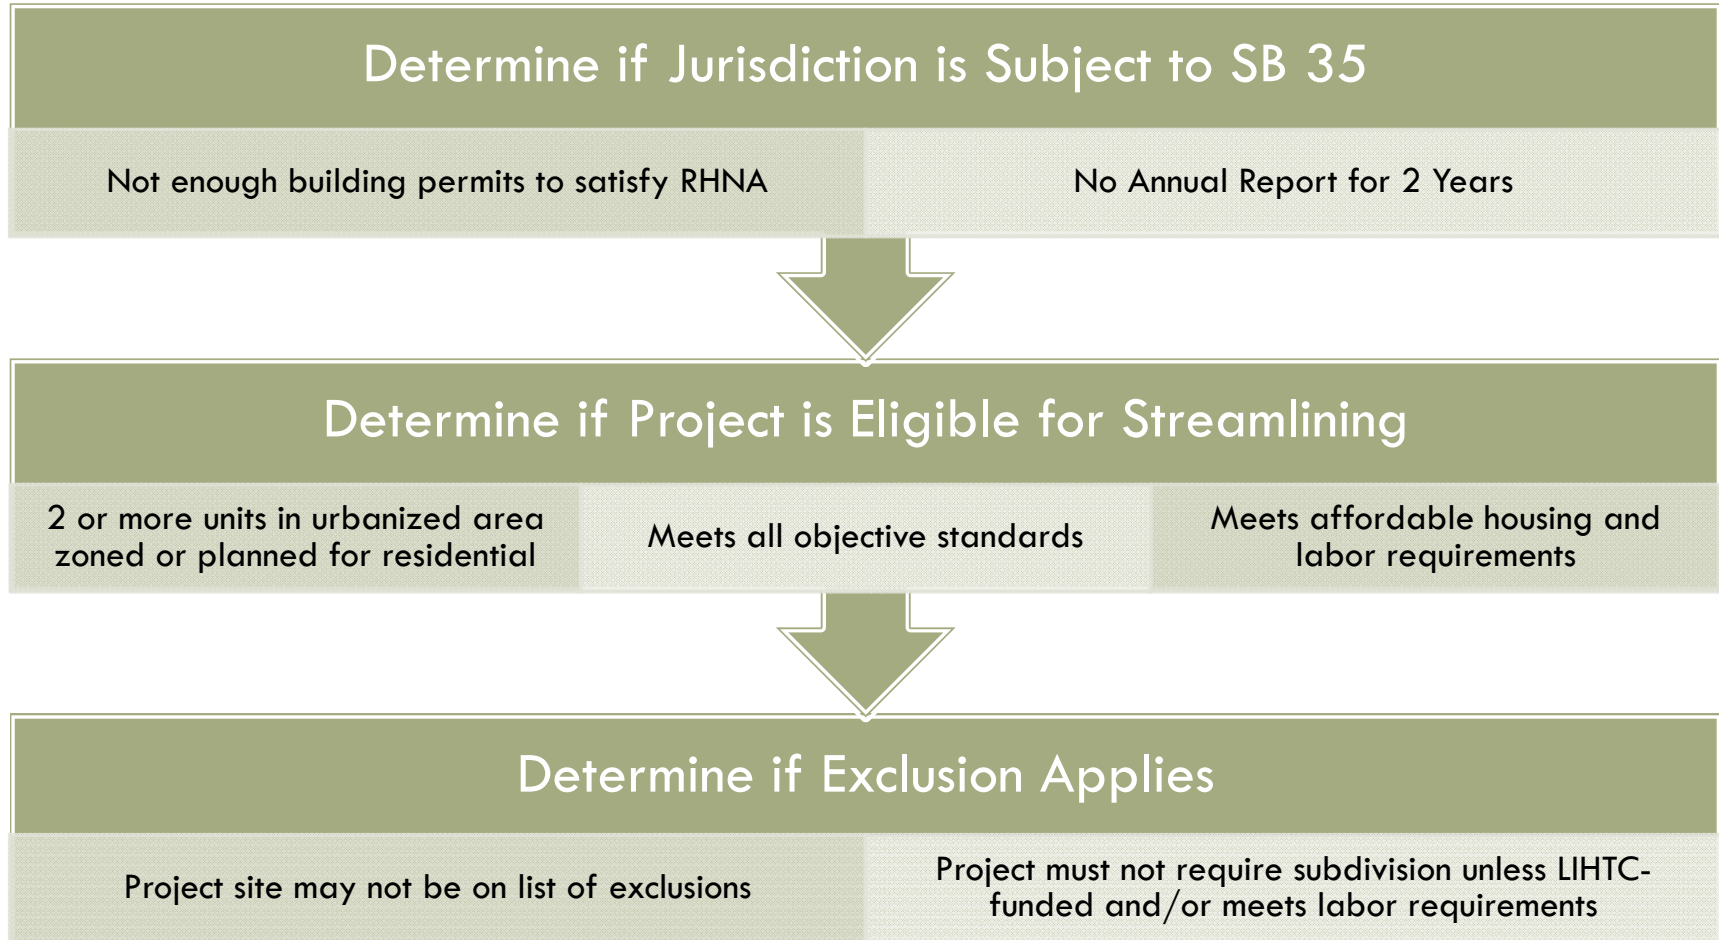 Determine if Jurisdiction is Subject to SB 35
Not enough building permits to satisfy RHNA
No Annual Report for 2 Years
Determine if Project is Eligible for Streamlining
2 or more units in urbanized area
zoned or planned for residential
Meets all objective standards
Meets affordable housing and
labor requirements
Determine if Exclusion Applies
Project site may not be on list of exclusions
Project must not require subdivision unless LIHTC-
funded and/or meets labor requirements